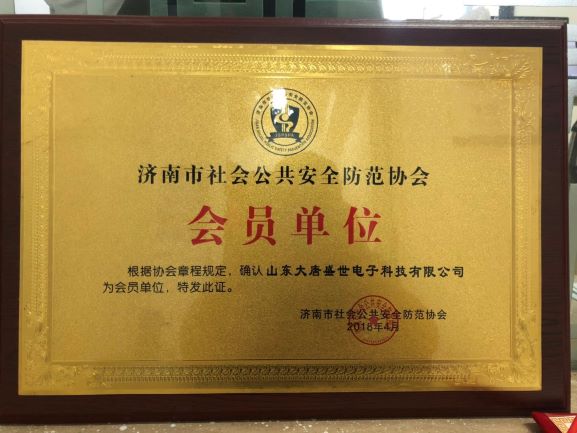 济南市社会公共安全防范协会
会员单位
根据协会章程规定，确认山东大唐盛世电子科技有限公司
为会员单位，特发此证。
济南市社会公共安全防范协会
2018年4月